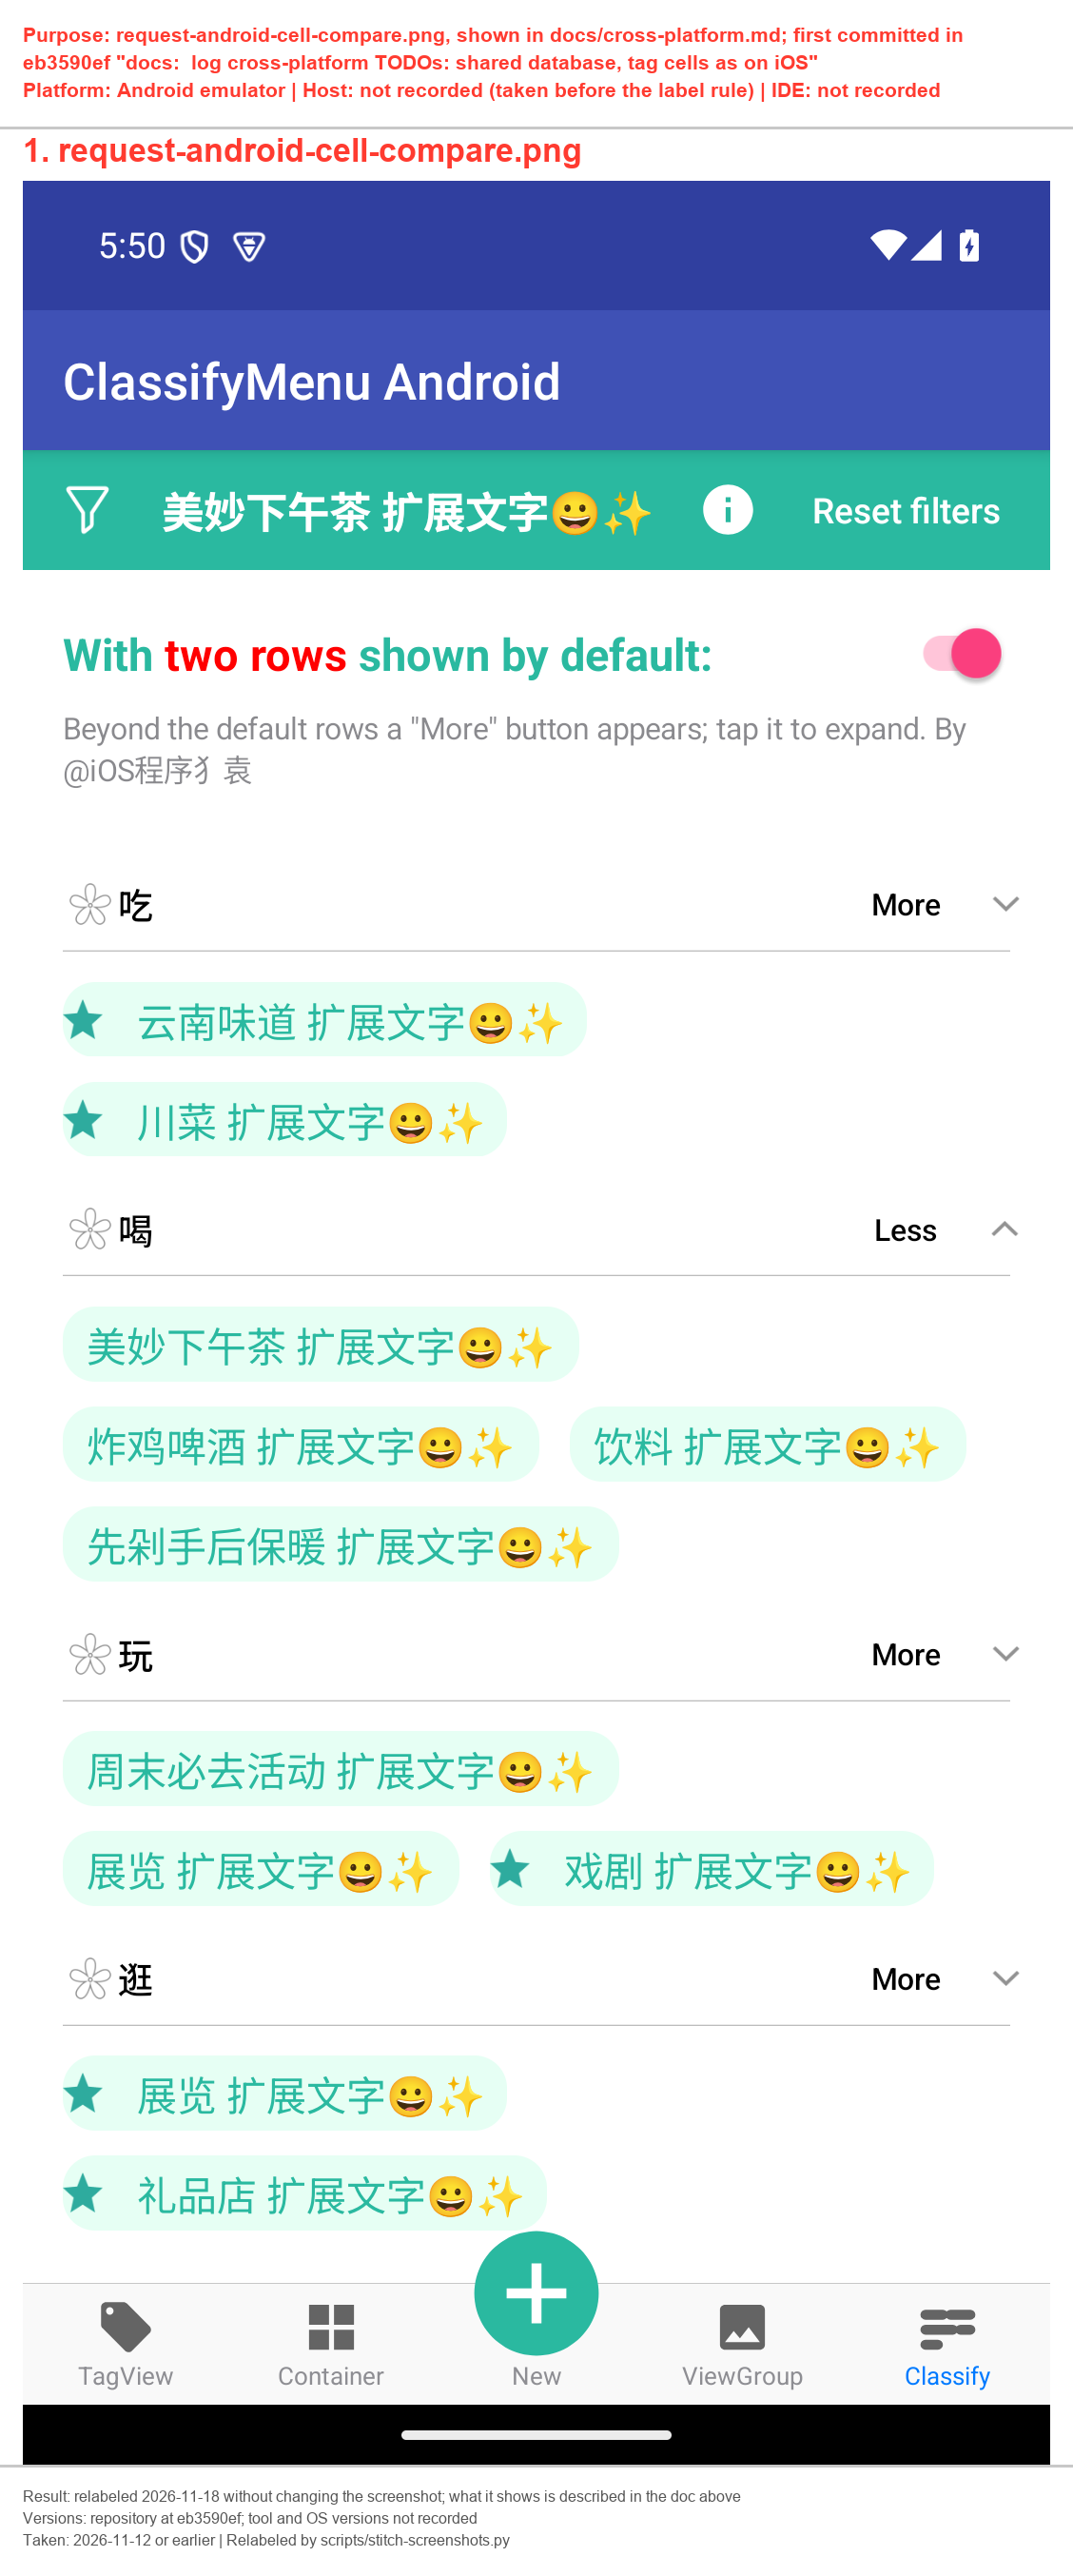 Purpose: request-android-cell-compare.png, shown in docs/cross-platform.md; first committed in
eb3590ef "docs:  log cross-platform TODOs: shared database, tag cells as on iOS"
Platform: Android emulator | Host: not recorded (taken before the label rule) | IDE: not recorded
1. request-android-cell-compare.png
5:50
ClassifyMenu Android
美妙下午茶 扩展文字😀✨ Reset filters
With two rows shown by default:
Beyond the default rows a "More" button appears; tap it to expand. By
@iOS程序犭袁
吃 More
云南味道 扩展文字😀✨
川菜 扩展文字😀✨
喝 Less
美妙下午茶 扩展文字😀✨
炸鸡啤酒 扩展文字😀✨ 饮料 扩展文字😀✨
先剁手后保暖 扩展文字😀✨
玩 More
周末必去活动 扩展文字😀✨
展览 扩展文字😀✨ 戏剧 扩展文字😀✨
逛 More
展览 扩展文字😀✨
礼品店 扩展文字😀✨
TagView Container New ViewGroup Classify
Result: relabeled 2026-11-18 without changing the screenshot; what it shows is described in the doc above
Versions: repository at eb3590ef; tool and OS versions not recorded
Taken: 2026-11-12 or earlier | Relabeled by scripts/stitch-screenshots.py